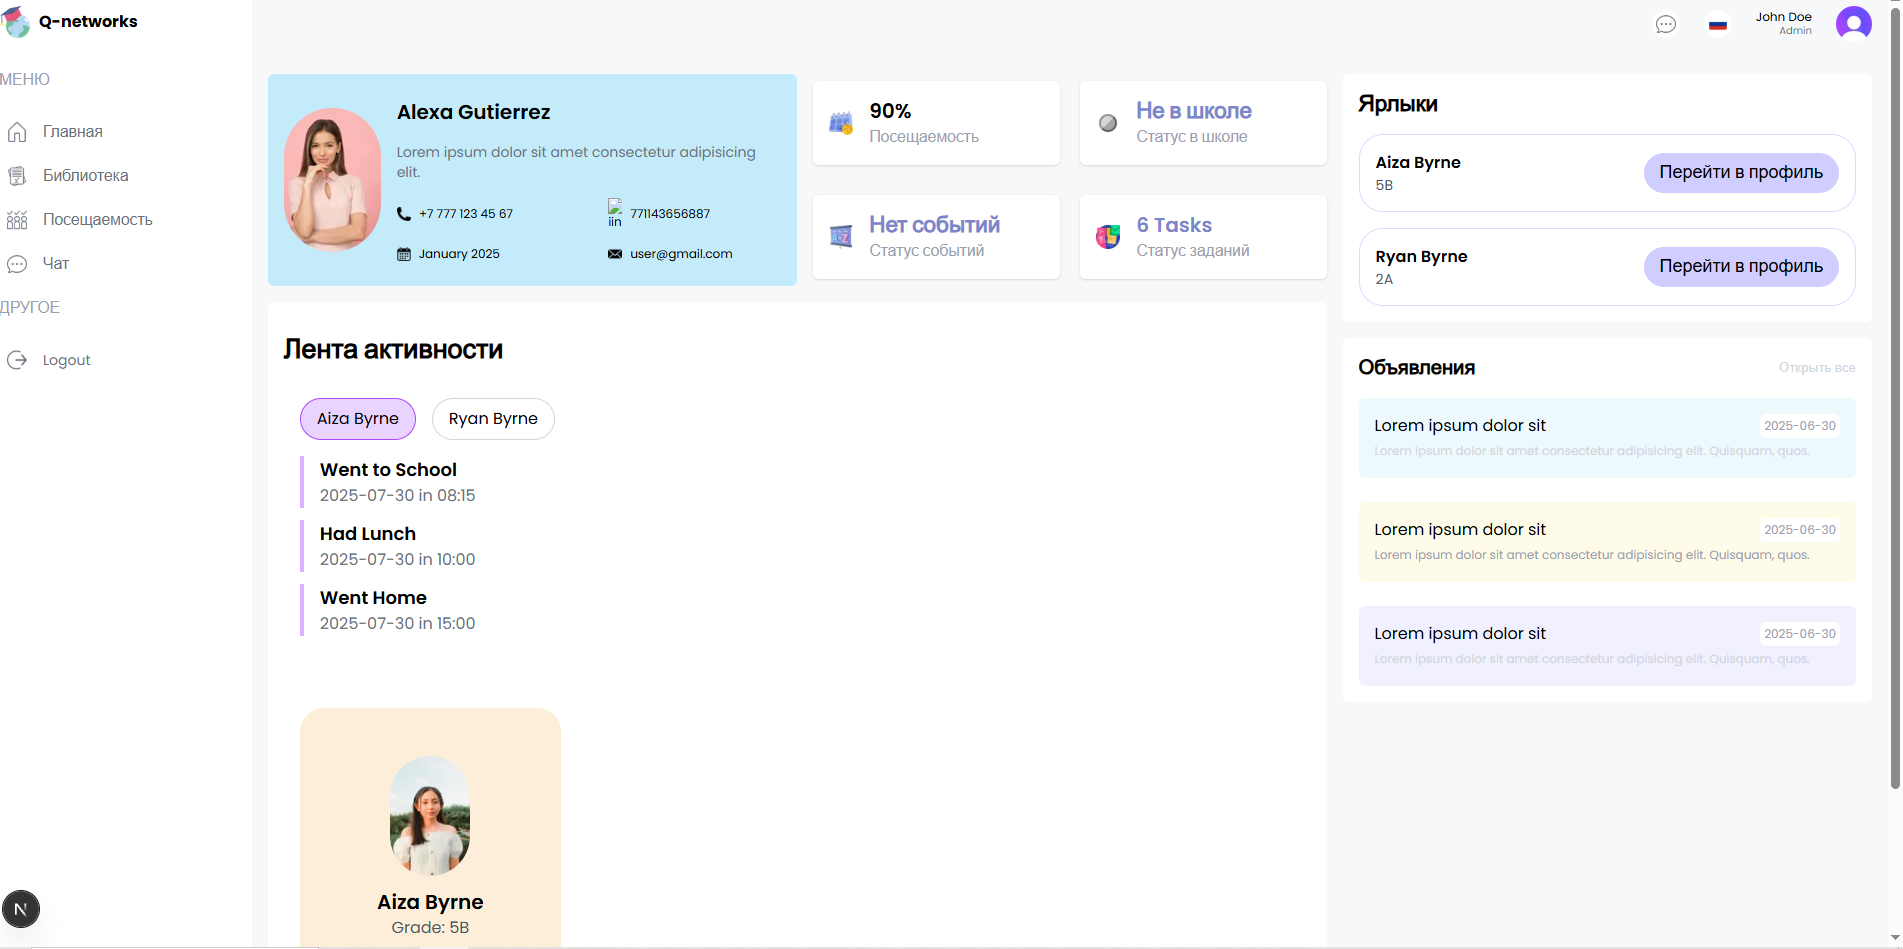 Q-networks
John Doe
Admin
МЕНЮ
Главная
Библиотека
Посещаемость
Чат
ДРУГОЕ
Logout
Alexa Gutierrez
Lorem ipsum dolor sit amet consectetur adipisicing
elit.
+7 777 123 45 67
iin 771143656887
January 2025
user@gmail.com
90%
Посещаемость
Не в школе
Статус в школе
Нет событий
Статус событий
6 Tasks
Статус заданий
Лента активности
Aiza Byrne
Ryan Byrne
Went to School
2025-07-30 in 08:15
Had Lunch
2025-07-30 in 10:00
Went Home
2025-07-30 in 15:00
Aiza Byrne
Grade: 5B
Ярлыки
Aiza Byrne
5B
Перейти в профиль
Ryan Byrne
2A
Перейти в профиль
Объявления
Открыть все
Lorem ipsum dolor sit
2025-06-30
Lorem ipsum dolor sit amet consectetur adipisicing elit. Quisquam, quos.
Lorem ipsum dolor sit
2025-06-30
Lorem ipsum dolor sit amet consectetur adipisicing elit. Quisquam, quos.
Lorem ipsum dolor sit
2025-06-30
Lorem ipsum dolor sit amet consectetur adipisicing elit. Quisquam, quos.
N